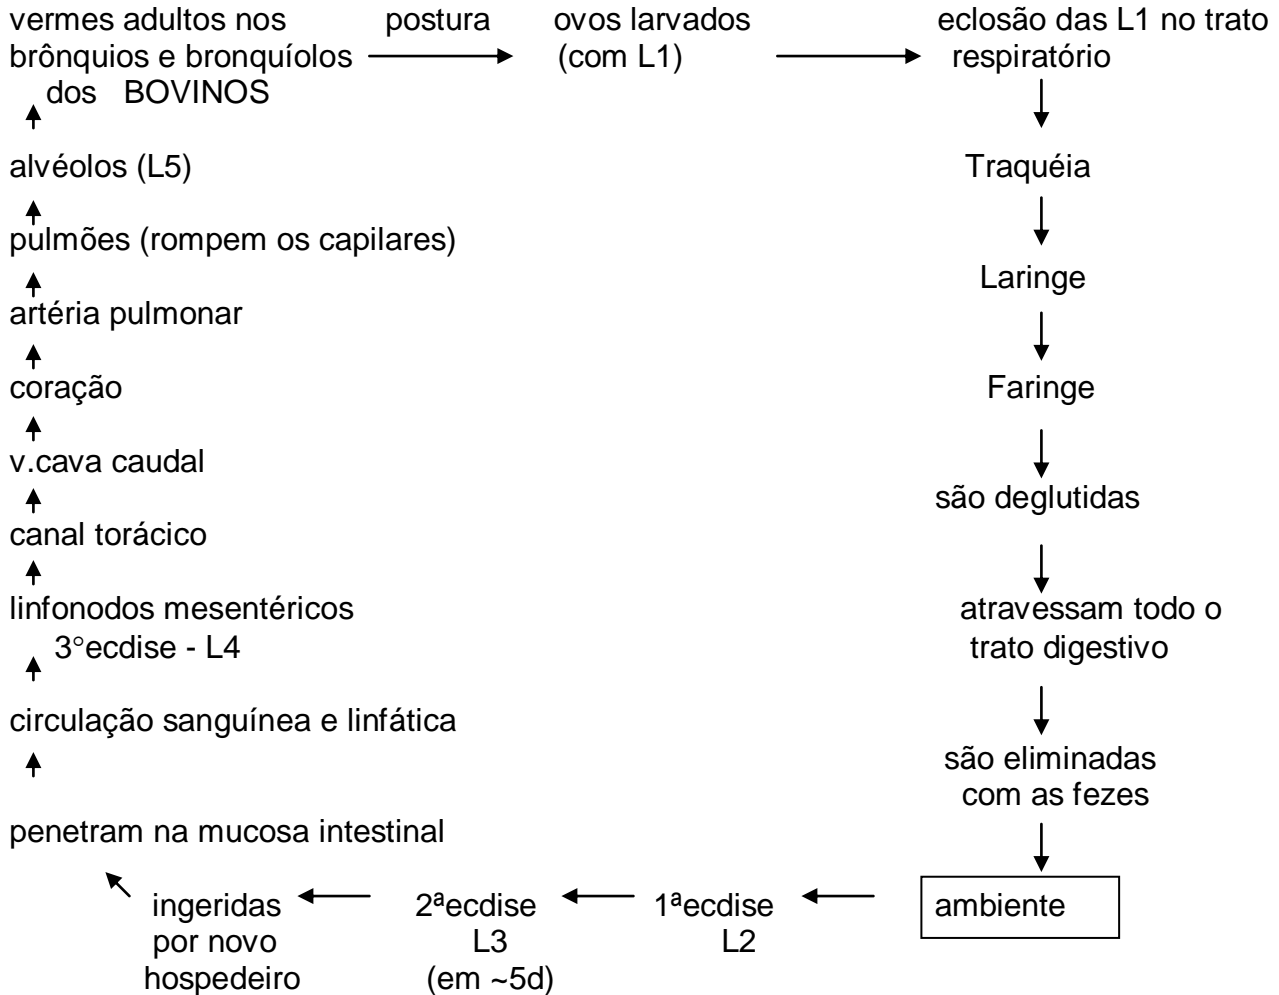 vermes adultos nos
brônquios e bronquíolos
dos BOVINOS
postura
ovos larvados
(com L1)
eclosão das L1 no trato
respiratório
Traquéia
Laringe
Faringe
são deglutidas
atravessam todo o
trato digestivo
são eliminadas
com as fezes
ambiente
1ªecdise
L2
2ªecdise
L3
(em ~5d)
ingeridas
por novo
hospedeiro
penetram na mucosa intestinal
circulação sanguínea e linfática
linfonodos mesentéricos
3°ecdise - L4
canal torácico
v.cava caudal
coração
artéria pulmonar
pulmões (rompem os capilares)
alvéolos (L5)